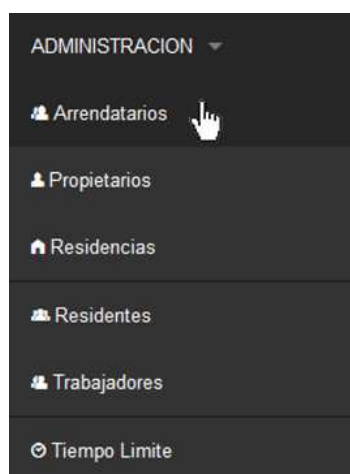 ADMINISTRACION
Arrendatarios
Propietarios
Residencias
Residentes
Trabajadores
Tiempo Limite